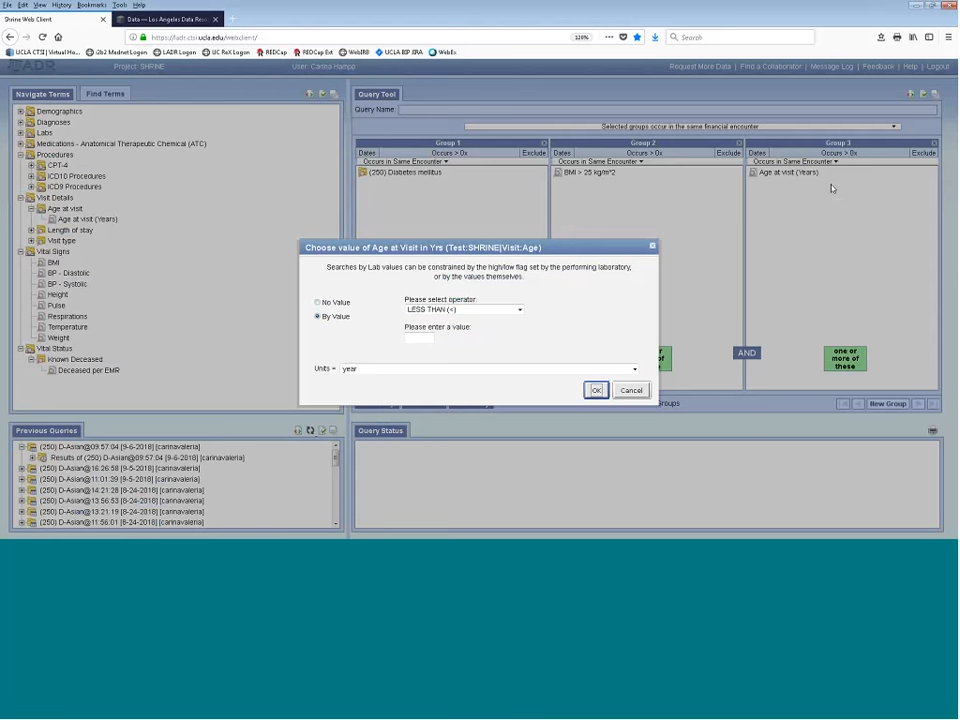 File Edit View History Bookmarks Tools Help
Shrine Web Client
Data — Los Angeles Data Res
https://ladr.ctsi.ucla.edu/webclient/
120%
Search
UCLA CTSI | Virtual Ho...
i2b2 Mednet Logon
LADR Logon
UC ReX Logon
REDCap
REDCap Ext
WebIRB
UCLA BIP JIRA
WebEx
LADR
Project: SHRINE
User: Carina Hampp
Request More Data | Find a Collaborator | Message Log | Feedback | Help | Logout
Navigate Terms
Find Terms
Demographics
Diagnoses
Labs
Medications - Anatomical Therapeutic Chemical (ATC)
Procedures
CPT-4
ICD10 Procedures
ICD9 Procedures
Visit Details
Age at visit
Age at visit (Years)
Length of stay
Visit type
Vital Signs
BMI
BP - Diastolic
BP - Systolic
Height
Pulse
Respirations
Temperature
Weight
Vital Status
Known Deceased
Deceased per EMR
Query Tool
Query Name:
Selected groups occur in the same financial encounter
Group 1
Group 2
Group 3
Dates Occurs > 0x Exclude
Dates Occurs > 0x Exclude
Dates Occurs > 0x Exclude
Occurs in Same Encounter
Occurs in Same Encounter
Occurs in Same Encounter
(250) Diabetes mellitus
BMI > 25 kg/m^2
Age at visit (Years)
Choose value of Age at Visit in Yrs (Test:SHRINE|Visit:Age)
Searches by Lab values can be constrained by the high/low flag set by the performing laboratory,
or by the values themselves.
No Value
By Value
Please select operator:
LESS THAN (<)
Please enter a value:
Units = year
OK
Cancel
AND
one or
more of
these
New Group
Previous Queries
(250) D-Asian@09:57:04 [9-6-2018] [carinavaleria]
Results of (250) D-Asian@09:57:04 [9-6-2018] [carinavaleria]
(250) D-Asian@16:26:58 [9-5-2018] [carinavaleria]
(250) D-Asian@11:01:39 [9-5-2018] [carinavaleria]
(250) D-Asian@14:21:28 [8-24-2018] [carinavaleria]
(250) D-Asian@13:56:53 [8-24-2018] [carinavaleria]
(250) D-Asian@13:21:19 [8-24-2018] [carinavaleria]
(250) D-Asian@11:56:01 [8-24-2018] [carinavaleria]
Query Status